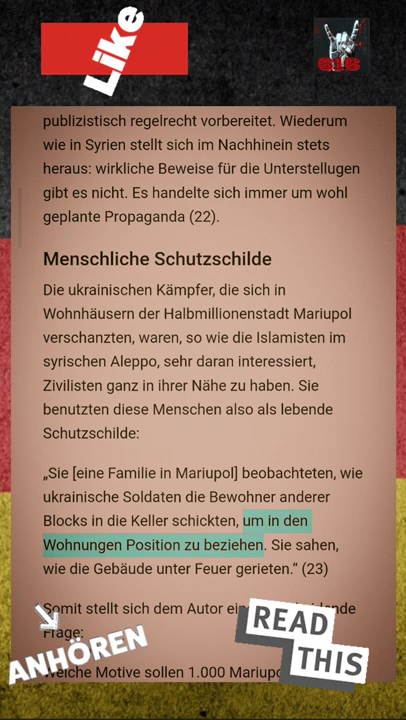 Like
SIS
publizistisch regelrecht vorbereitet. Wiederum
wie in Syrien stellt sich im Nachhinein stets
heraus: wirkliche Beweise für die Unterstellugen
gibt es nicht. Es handelte sich immer um wohl
geplante Propaganda (22).
Menschliche Schutzschilde
Die ukrainischen Kämpfer, die sich in
Wohnhäusern der Halbmillionenstadt Mariupol
verschanzten, waren, so wie die Islamisten im
syrischen Aleppo, sehr daran interessiert,
Zivilisten ganz in ihrer Nähe zu haben. Sie
benutzten diese Menschen also als lebende
Schutzschilde:
„Sie [eine Familie in Mariupol] beobachteten, wie
ukrainische Soldaten die Bewohner anderer
Blocks in die Keller schickten, um in den
Wohnungen Position zu beziehen. Sie sahen,
wie die Gebäude unter Feuer gerieten.“ (23)
Somit stellt sich dem Autor
Frage:
ANHÖREN
READ
THIS
Welche Motive sollen 1.000